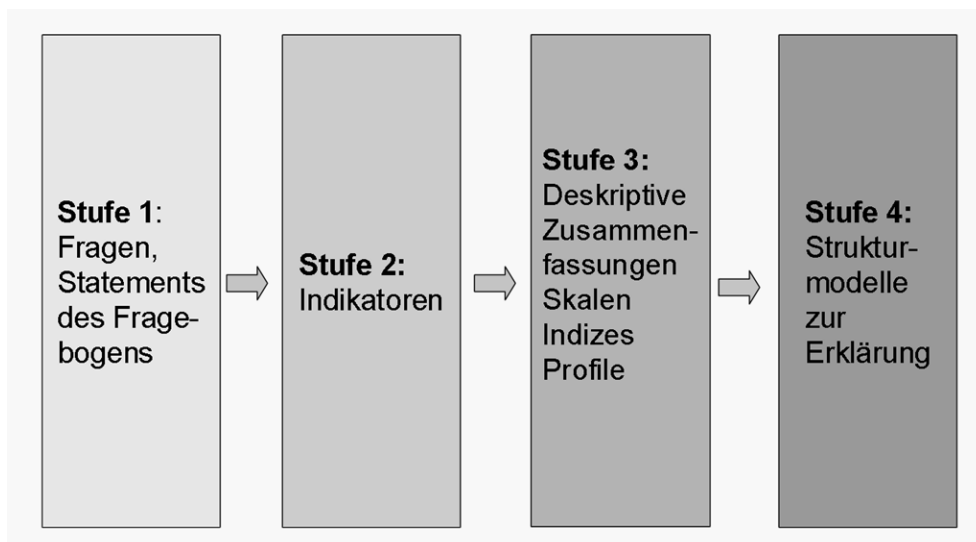 Stufe 1:
Fragen,
Statements
des Frage-
bogens
Stufe 2:
Indikatoren
Stufe 3:
Deskriptive
Zusammen-
fassungen
Skalen
Indizes
Profile
Stufe 4:
Struktur-
modelle
zur
Erklärung